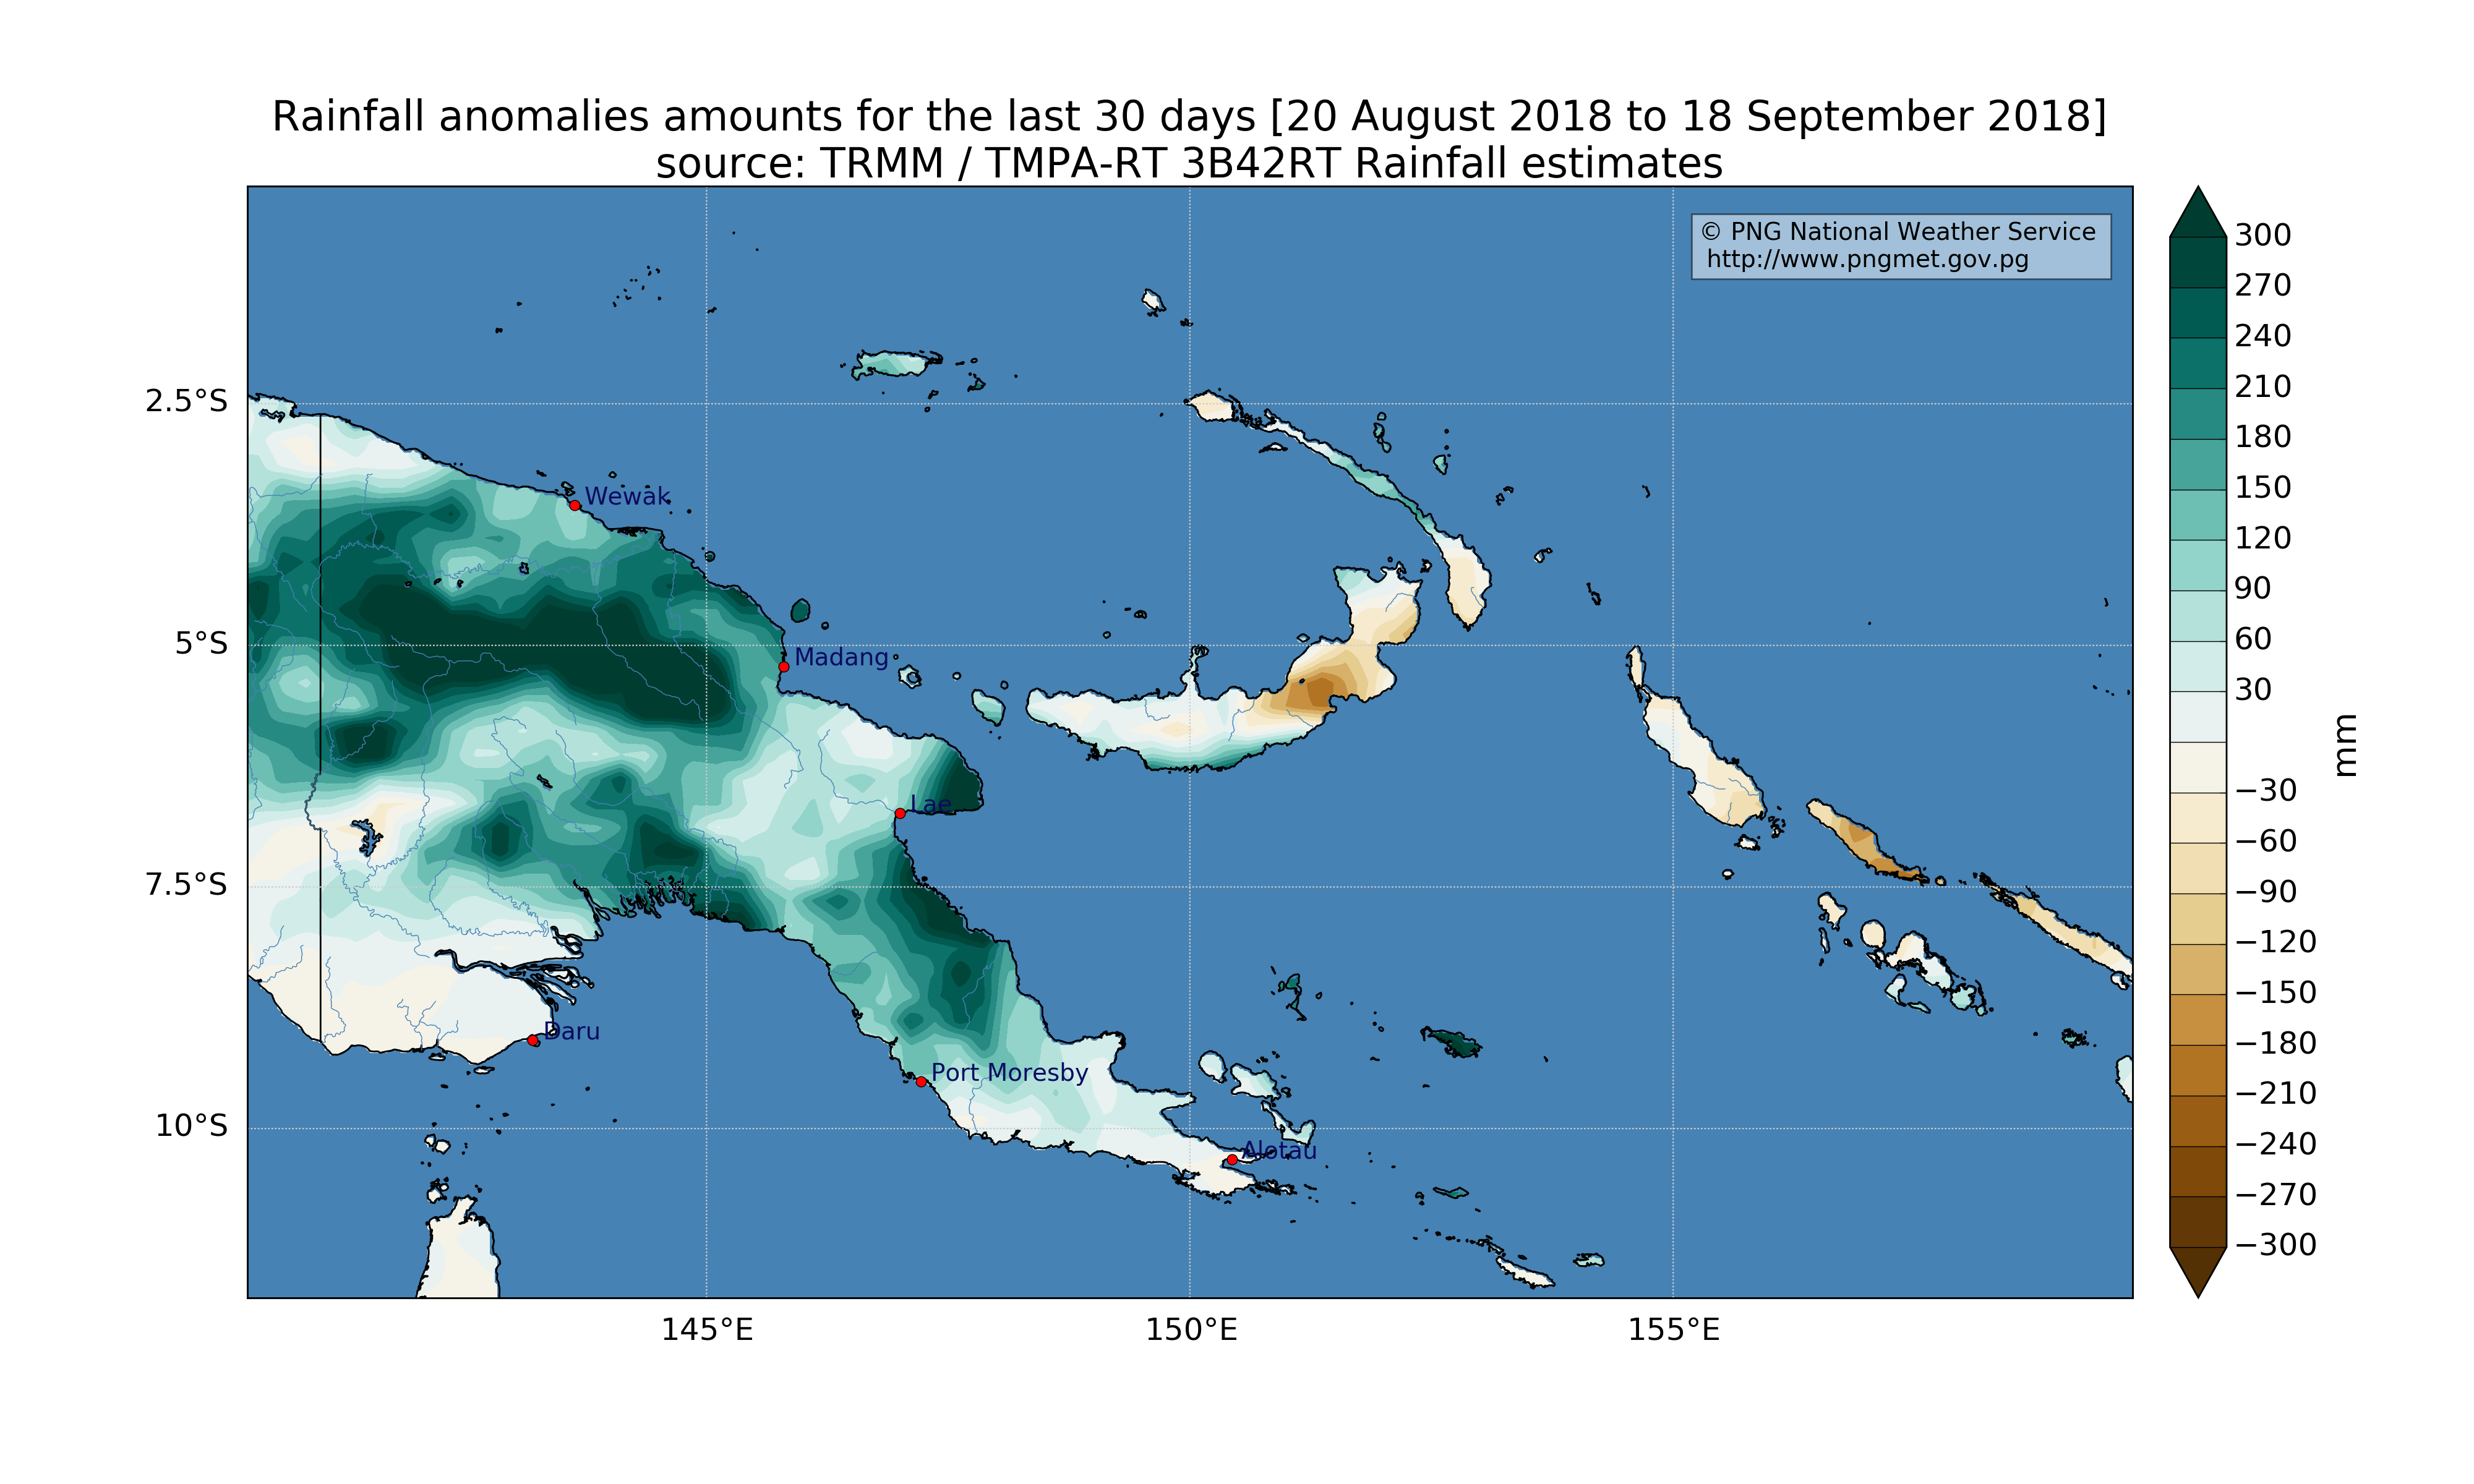 Rainfall anomalies amounts for the last 30 days [20 August 2018 to 18 September 2018]
source: TRMM / TMPA-RT 3B42RT Rainfall estimates
© PNG National Weather Service
http://www.pngmet.gov.pg
2.5°S
5°S
7.5°S
10°S
145°E
150°E
155°E
Wewak
Madang
Lae
Daru
Port Moresby
Alotau
300
270
240
210
180
150
120
90
60
30
−30
−60
−90
−120
−150
−180
−210
−240
−270
−300
mm